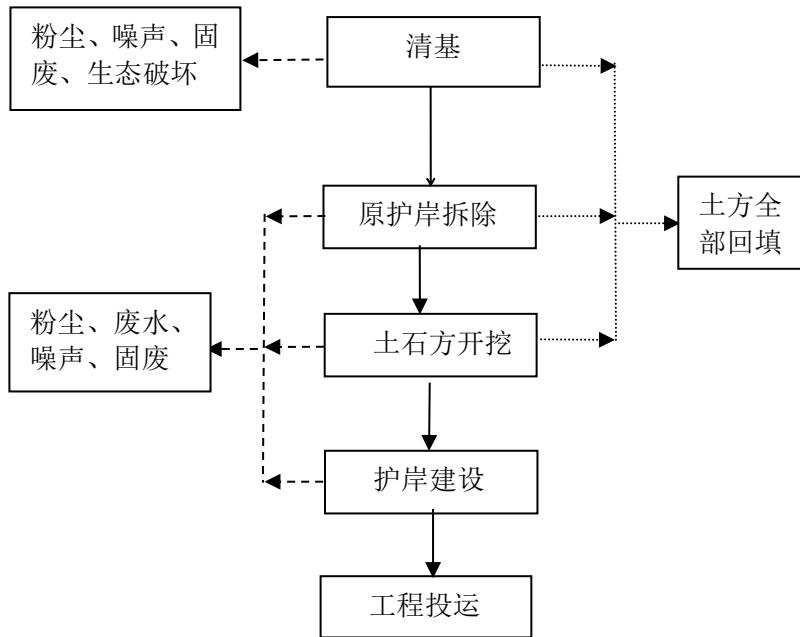 粉尘、噪声、固
废、生态破坏
清基
原护岸拆除
土方全
部回填
粉尘、废水、
噪声、固废
土石方开挖
护岸建设
工程投运